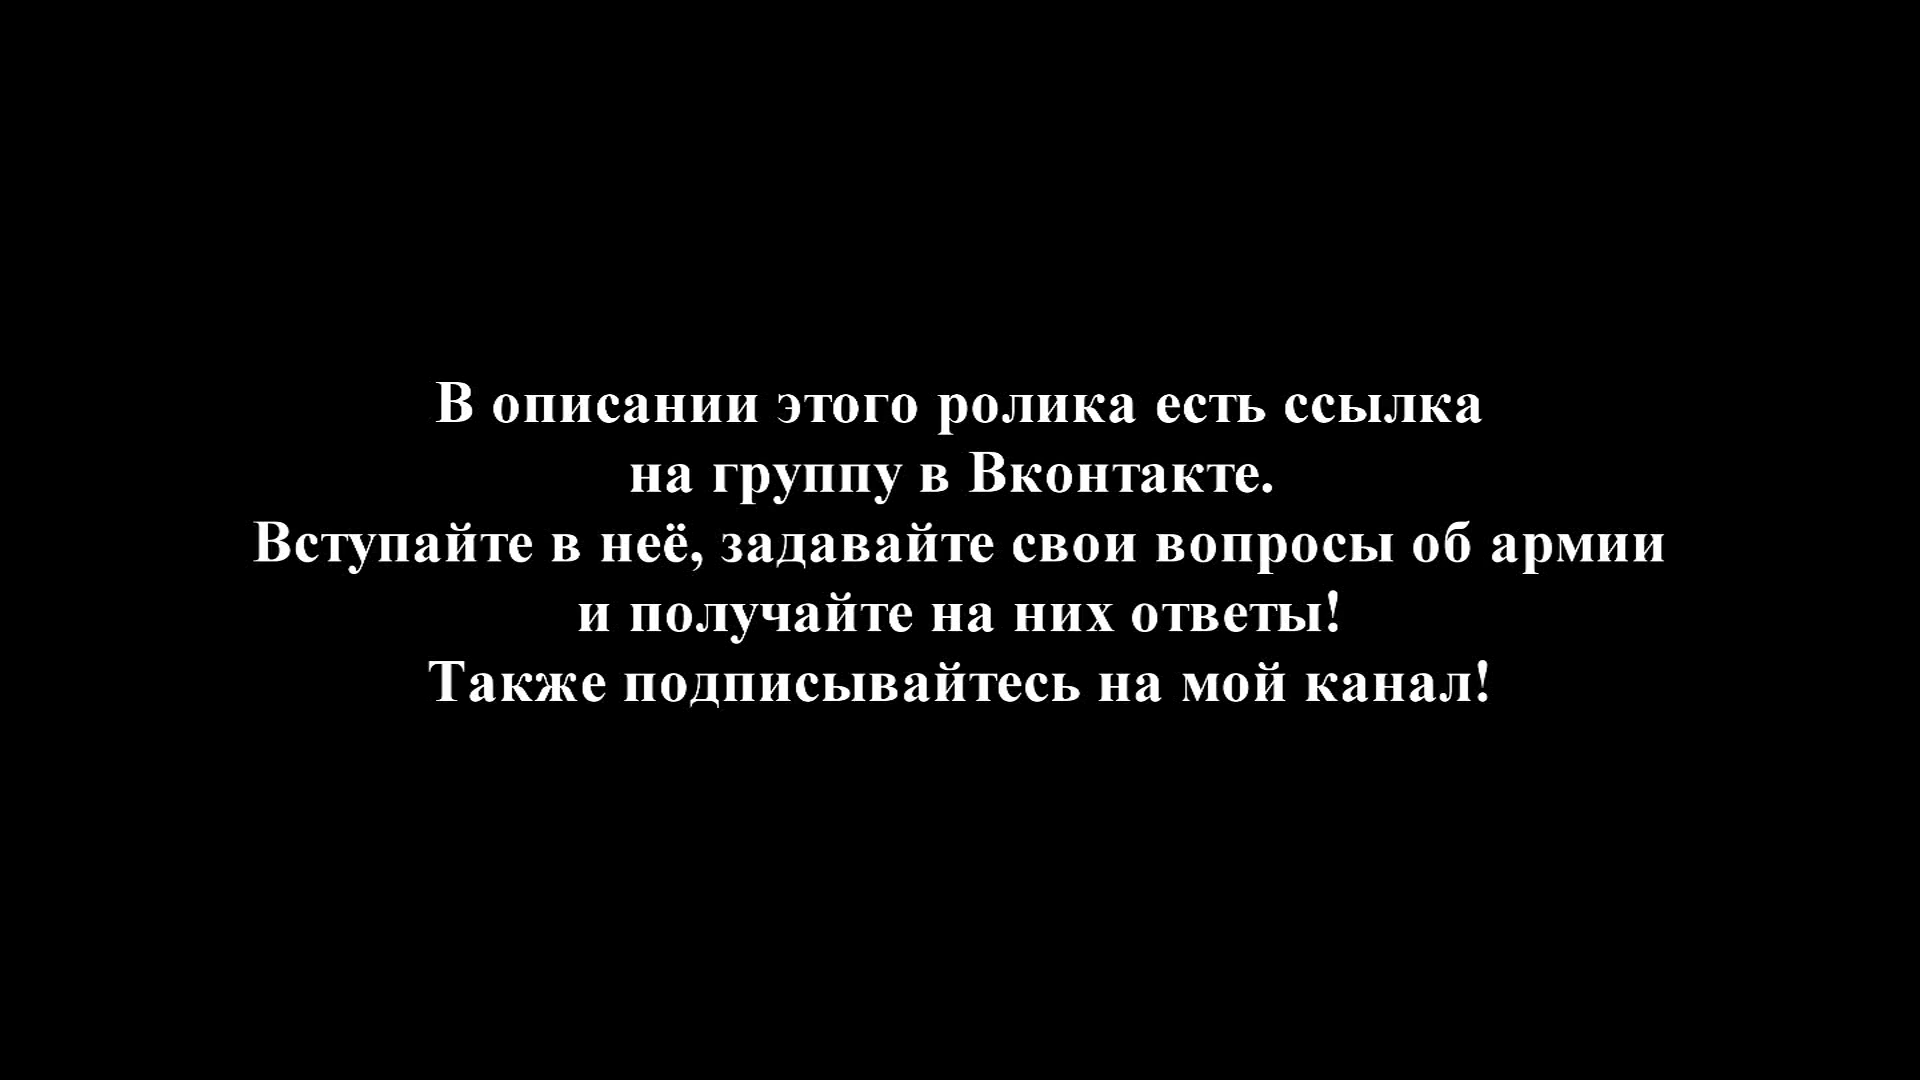 В описании этого ролика есть ссылка
на группу в Вконтакте.
Вступайте в неё, задавайте свои вопросы об армии
и получайте на них ответы!
Также подписывайтесь на мой канал!